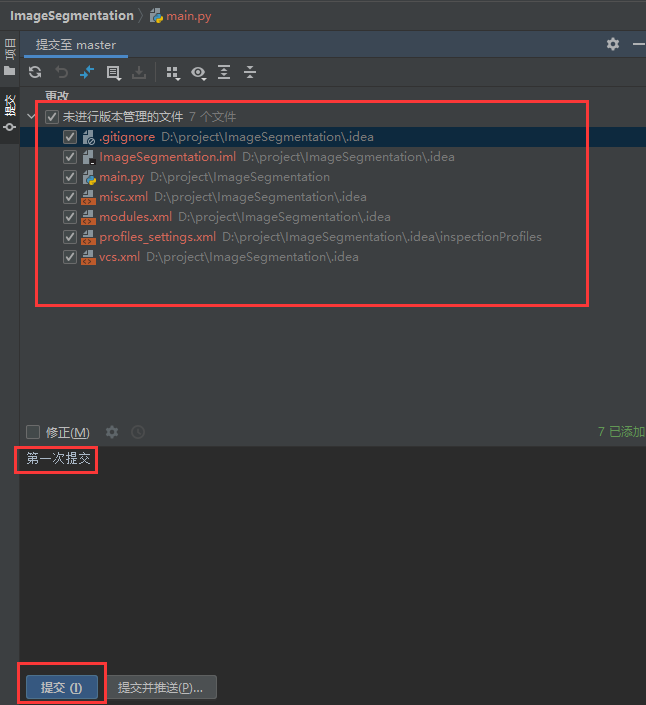 ImageSegmentation main.py
项目
提交
提交至 master
更改
未进行版本管理的文件 7 个文件
.gitignore D:\project\ImageSegmentation\.idea
ImageSegmentation.iml D:\project\ImageSegmentation\.idea
main.py D:\project\ImageSegmentation
misc.xml D:\project\ImageSegmentation\.idea
modules.xml D:\project\ImageSegmentation\.idea
profiles_settings.xml D:\project\ImageSegmentation\.idea\inspectionProfiles
vcs.xml D:\project\ImageSegmentation\.idea
修正(M) 7 已添加
第一次提交
提交 (I) 提交并推送(P)...